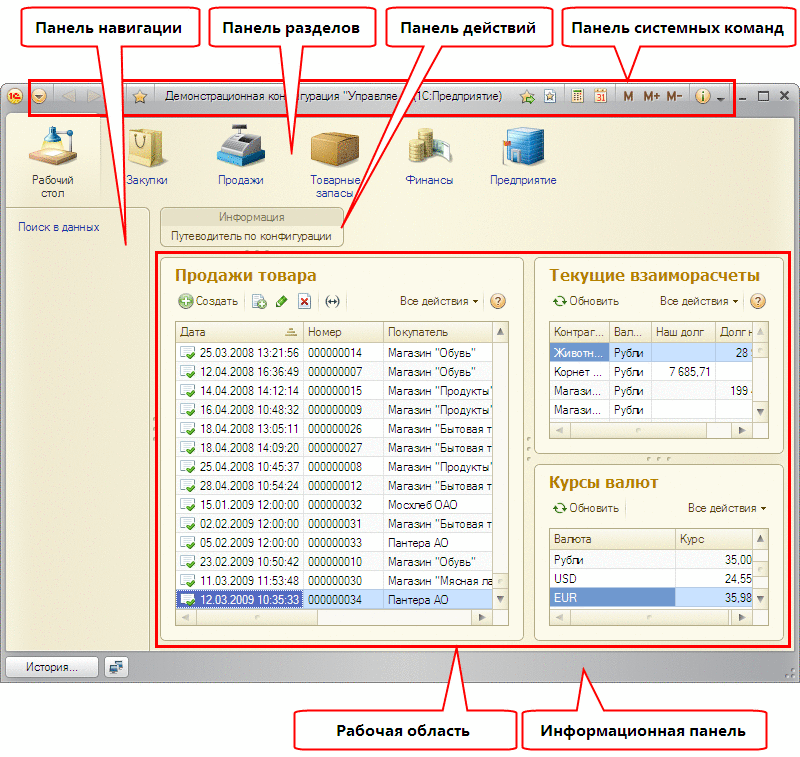 Панель навигации
Панель разделов
Панель действий
Панель системных команд
1С
Демонстрационная конфигурация "Управле
(1С:Предприятие)
31
M M+ M-
Рабочий
стол
Закупки
Продажи
Товарные
запасы
Финансы
Предприятие
Поиск в данных
Информация
Путеводитель по конфигурации
Продажи товара
Создать
Все действия
Дата Номер Покупатель
25.03.2008 13:21:56 000000014 Магазин "Обувь"
12.04.2008 16:36:49 000000007 Магазин "Обувь"
14.04.2008 14:12:14 000000015 Магазин "Продукты"
16.04.2008 10:48:32 000000009 Магазин "Продукты"
18.04.2008 13:05:11 000000026 Магазин "Бытовая т
18.04.2008 14:09:20 000000027 Магазин "Бытовая т
25.04.2008 10:45:37 000000008 Магазин "Продукты"
28.04.2008 10:54:24 000000012 Магазин "Бытовая т
15.01.2009 12:00:00 000000032 Мосхлеб ОАО
02.02.2009 12:00:00 000000031 Магазин "Бытовая т
05.02.2009 12:00:00 000000033 Пантера АО
23.02.2009 10:50:42 000000010 Магазин "Обувь"
11.03.2009 11:53:48 000000030 Магазин "Мясная ла
12.03.2009 10:35:33 000000034 Пантера АО
Текущие взаиморасчеты
Обновить
Все действия
Контраг... Вал... Наш долг Долг н
Животн... Рубли 28
Корнет ... Рубли 7 685,71
Магази... Рубли 199
Магази... Рубли
Курсы валют
Обновить
Все действия
Валюта Курс
Рубли 35,00
USD 24,55
EUR 35,98
История...
Рабочая область
Информационная панель